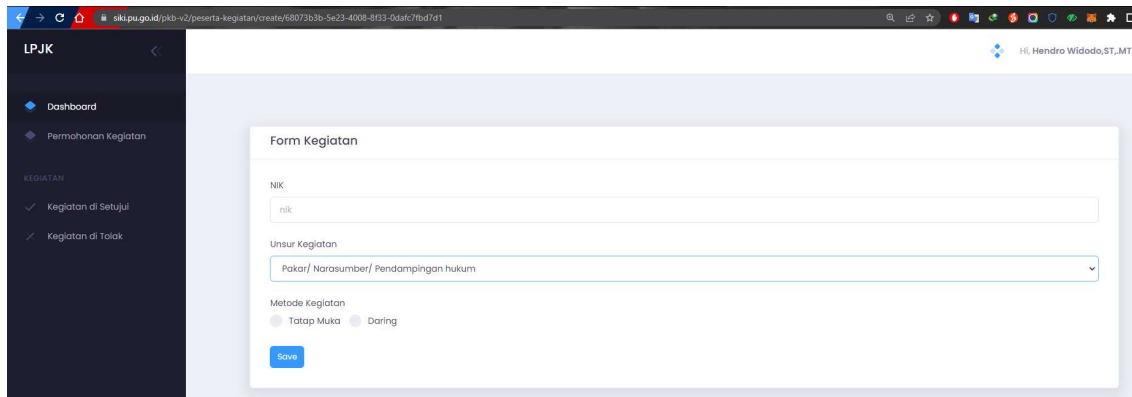 siki.pu.go.id/pkb-v2/peserta-kegiatan/create/68073b3b-5e23-4008-8f33-0dafc7fbd7d1
LPJK
Hi, Hendro Widodo,ST,.MT
Dashboard
Permohonan Kegiatan
KEGIATAN
Kegiatan di Setujui
Kegiatan di Tolak
Form Kegiatan
NIK
nik
Unsur Kegiatan
Pakar/ Narasumber/ Pendampingan hukum
Metode Kegiatan
Tatap Muka Daring
Save